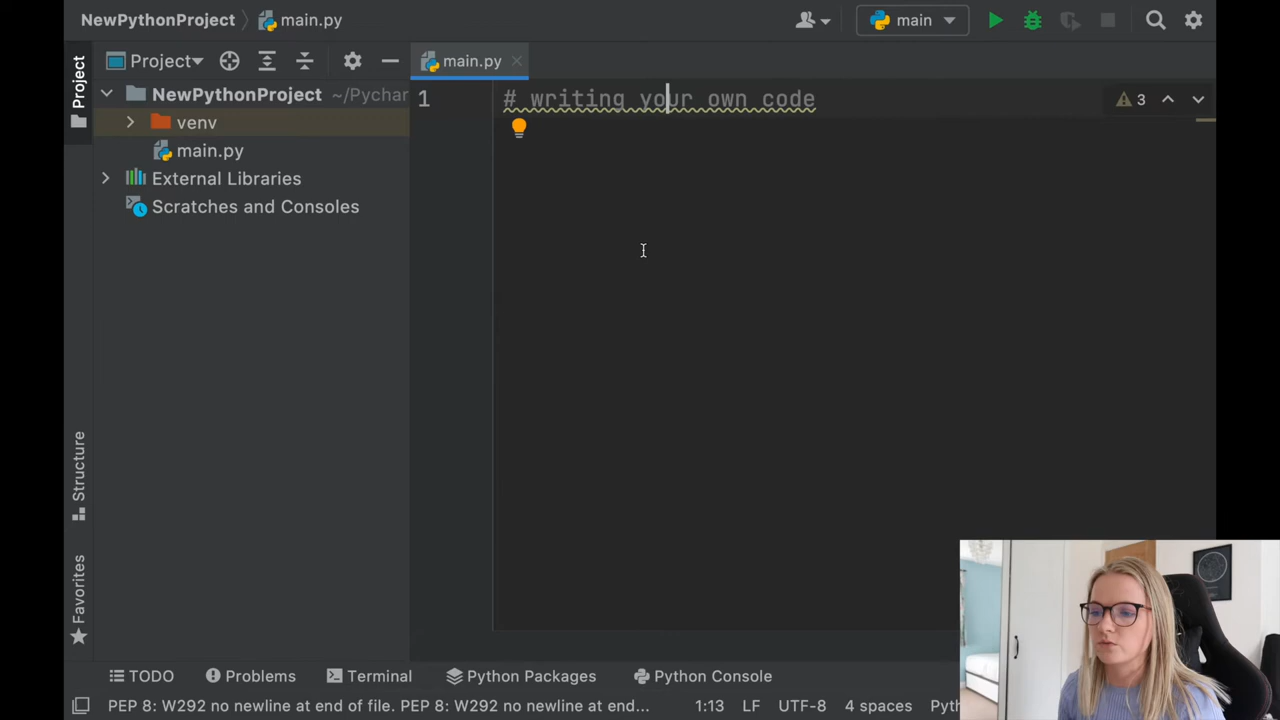 NewPythonProject main.py
main
Project
Project
main.py
NewPythonProject ~/Pychar
venv
main.py
External Libraries
Scratches and Consoles
1
# writing your own code
3
Structure
Favorites
TODO
Problems
Terminal
Python Packages
Python Console
PEP 8: W292 no newline at end of file. PEP 8: W292 no newline at end...
1:13
LF
UTF-8
4 spaces
Pyth